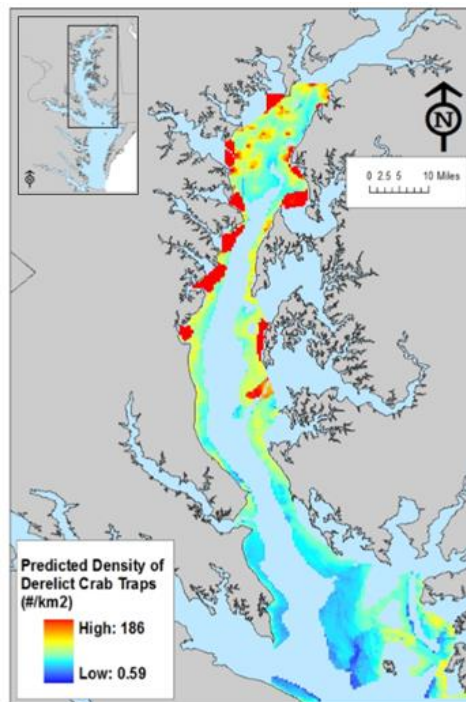 N
0 2.5 5 10 Miles
Predicted Density of
Derelict Crab Traps
(#/km2)
High: 186
Low: 0.59